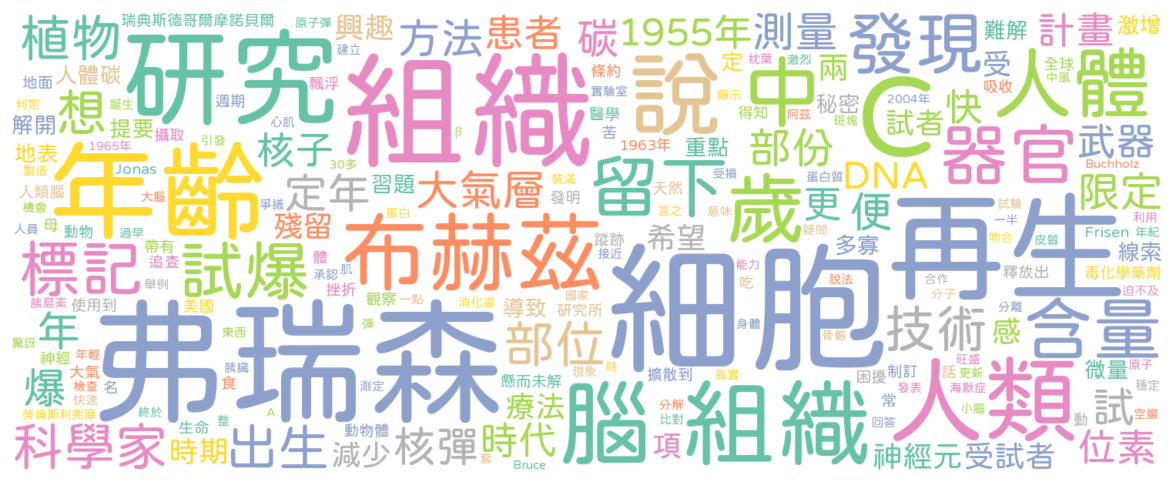 瑞典斯德哥爾摩諾貝爾
原子彈
植物
研究
建立
興趣
方法
患者
碳
1955年
測量
發現
難解
計畫
激增
地面
人體碳
飄浮
組織
條約
說
定
枕葉
激烈
中
兩
C
受
吸收
全球
中風
人體
判定
誕生
想
週期
實驗室
顯示
秘密
2004年
快
解開
提要
攝取
引發
心肌
核子
醫學
得知
阿茲
斑塊
試者
器官
武器
1965年
β
苦
1963年
重點
部份
Buchholz
地表
製造
Jonas
30多
年齡
定年
習題
大氣層
裝滿
發明
留下
天然
受損
蛋白質
DNA
迫不及
限定
人類腦
大腦
機會
爭議
歲
更
便
試驗
一半
利用
人員
母
動物
過早
殘留
蛋白
布赫茲
言之
意味
疑問
再生
Frisen
年紀
標記
帶有
追查
試爆
體
承認
肌
蹤跡
接近
希望
多寡
吻合
皮質
線索
舉例
挫折
能力
吃
說法
合作
釋放出
毒化學藥劑
胰島素
使用到
美國
觀察
一點
消化道
導致
國家
研究所
細胞
分子
分離
迫不及
年
弗瑞森
東西
彈
部位
身體
骨骼
技術
感
含量
驚訝
神經
年輕
胰臟
現象
時
真實
擴散到
困擾
制訂
旺盛
話
更新
微量
原子
爆
大氣
檢查
快速
名
食
測定
懸而未解
發表
海默症
人類
穩定
勞倫斯利弗摩
終於
A
療法
分解
比對
腦組織
常
回答
小腦
動
試
空腸
科學家
生命
整
時期
出生
動物體
減少
核彈
套
時代
Bruce
項
神經元
受試者
位素